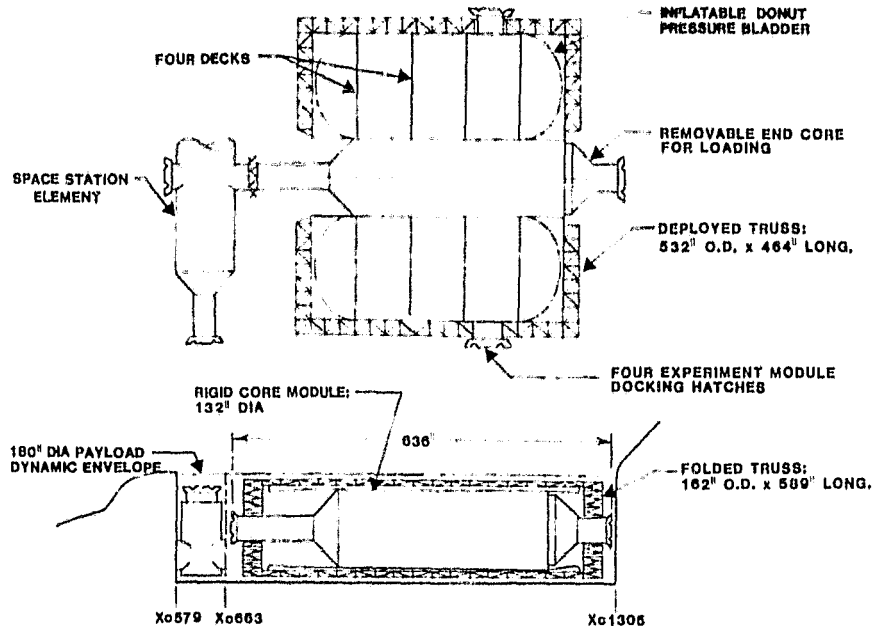 INFLATABLE DONUT
PRESSURE BLADDER
FOUR DECKS
REMOVABLE END CORE
FOR LOADING
SPACE STATION
ELEMENT
DEPLOYED TRUSS:
532" O.D. x 464" LONG.
FOUR EXPERIMENT MODULE
DOCKING HATCHES
RIGID CORE MODULE:
132" DIA
636"
180" DIA PAYLOAD
DYNAMIC ENVELOPE
FOLDED TRUSS:
162" O.D. x 589" LONG.
Xo579 Xo663 Xo1306